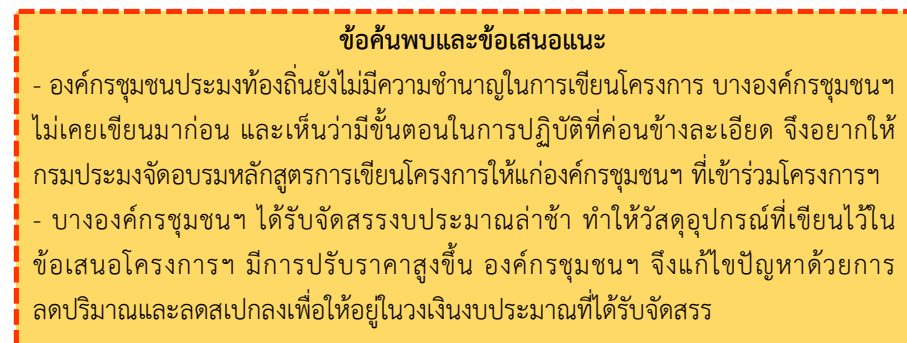 ข้อค้นพบและข้อเสนอแนะ
- องค์กรชุมชนประมงท้องถิ่นยังไม่มีความชำนาญในการเขียนโครงการ บางองค์กรชุมชนฯ
ไม่เคยเขียนมาก่อน และเห็นว่ามีขั้นตอนในการปฏิบัติที่ค่อนข้างละเอียด จึงอยากให้
กรมประมงจัดอบรมหลักสูตรการเขียนโครงการให้แก่องค์กรชุมชนฯ ที่เข้าร่วมโครงการฯ
- บางองค์กรชุมชนฯ ได้รับจัดสรรงบประมาณล่าช้า ทำให้วัสดุอุปกรณ์ที่เขียนไว้ใน
ข้อเสนอโครงการฯ มีการปรับราคาสูงขึ้น องค์กรชุมชนฯ จึงแก้ไขปัญหาด้วยการ
ลดปริมาณและลดสเปกลงเพื่อให้อยู่ในวงเงินงบประมาณที่ได้รับจัดสรร